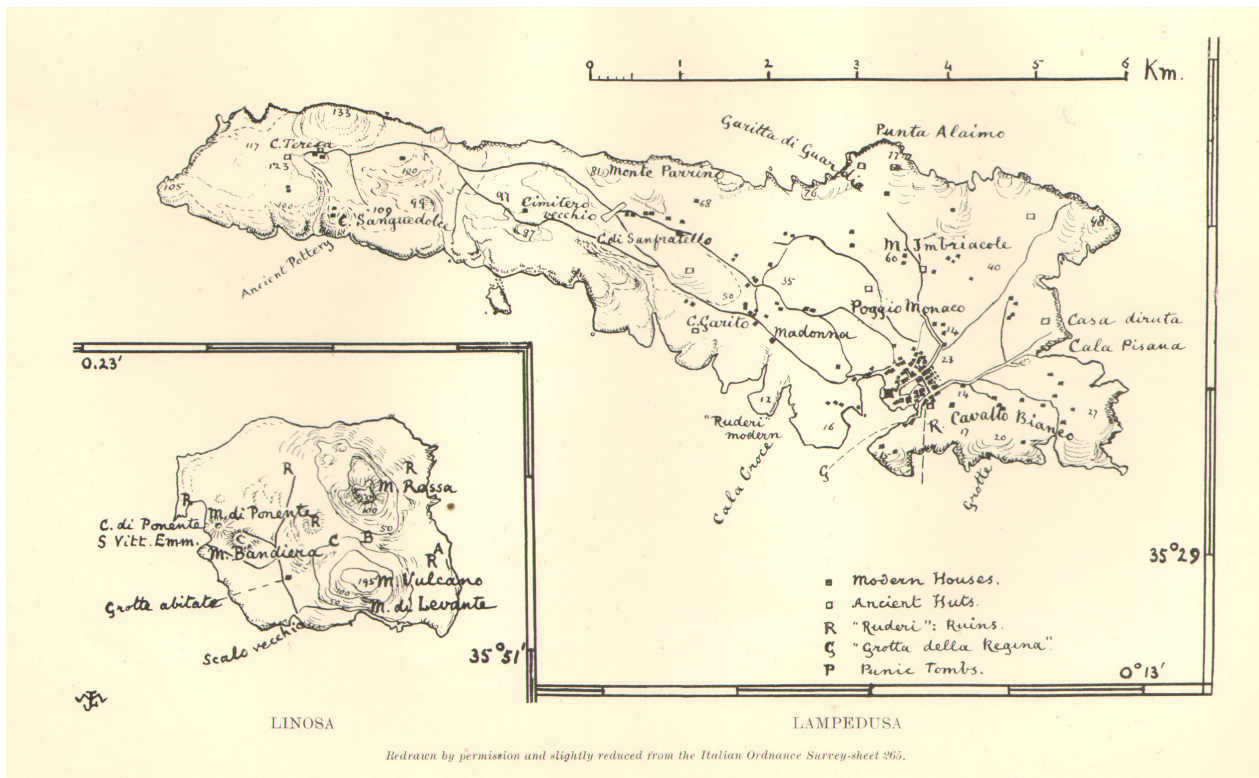 0 1 2 3 4 5 6 Km.
Garitta di Guardia
Punta Alaimo
133
117
C. Teresa
123
105
100
120
109
99
C. Sanguedolce
Ancient Pottery
97
87
Cimitero
vecchio
81
Monte Parrino
68
76
77
C. di Sanfratello
M. Imbriacole
60
40
48
35
50
Poggio Monaco
C. Garito
Madonna
14
23
Casa diruta
Cala Pisana
12
"Ruderi"
modern
16
Cala Croce
G
P
14
R. Cavallo Bianco
17
20
27
Grotte
35°29
0.23'
R
R
M. Rossa
100
50
R
M. di Ponente
R
C. di Ponente
S Vitt. Emm.
C
M. Bandiera
C
B
A
R
195
M. Vulcano
100
50
M. di Levante
Grotte abitate
Scalo vecchio
35°51'
Modern Houses.
Ancient Huts.
R "Ruderi": Ruins.
G "Grotta della Regina".
P Punic Tombs.
0°13'
LINOSA
LAMPEDUSA
Redrawn by permission and slightly reduced from the Italian Ordnance Survey-sheet 265.